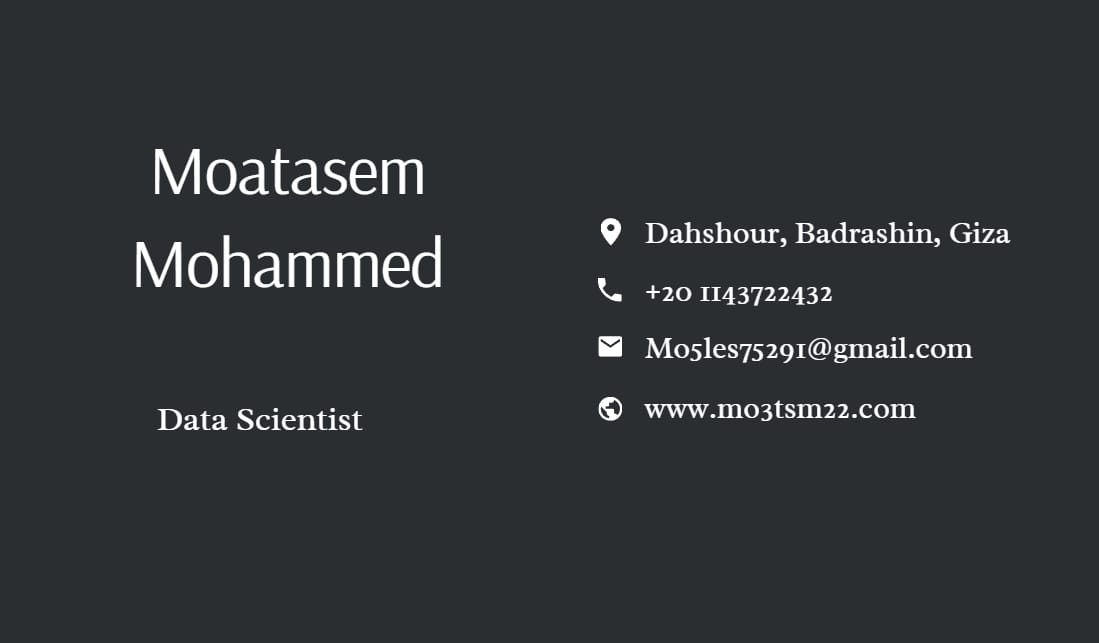 Moatasem
Mohammed
Data Scientist
Dahshour, Badrashin, Giza
+20 1143722432
Mo5les75291@gmail.com
www.mo3tsm22.com